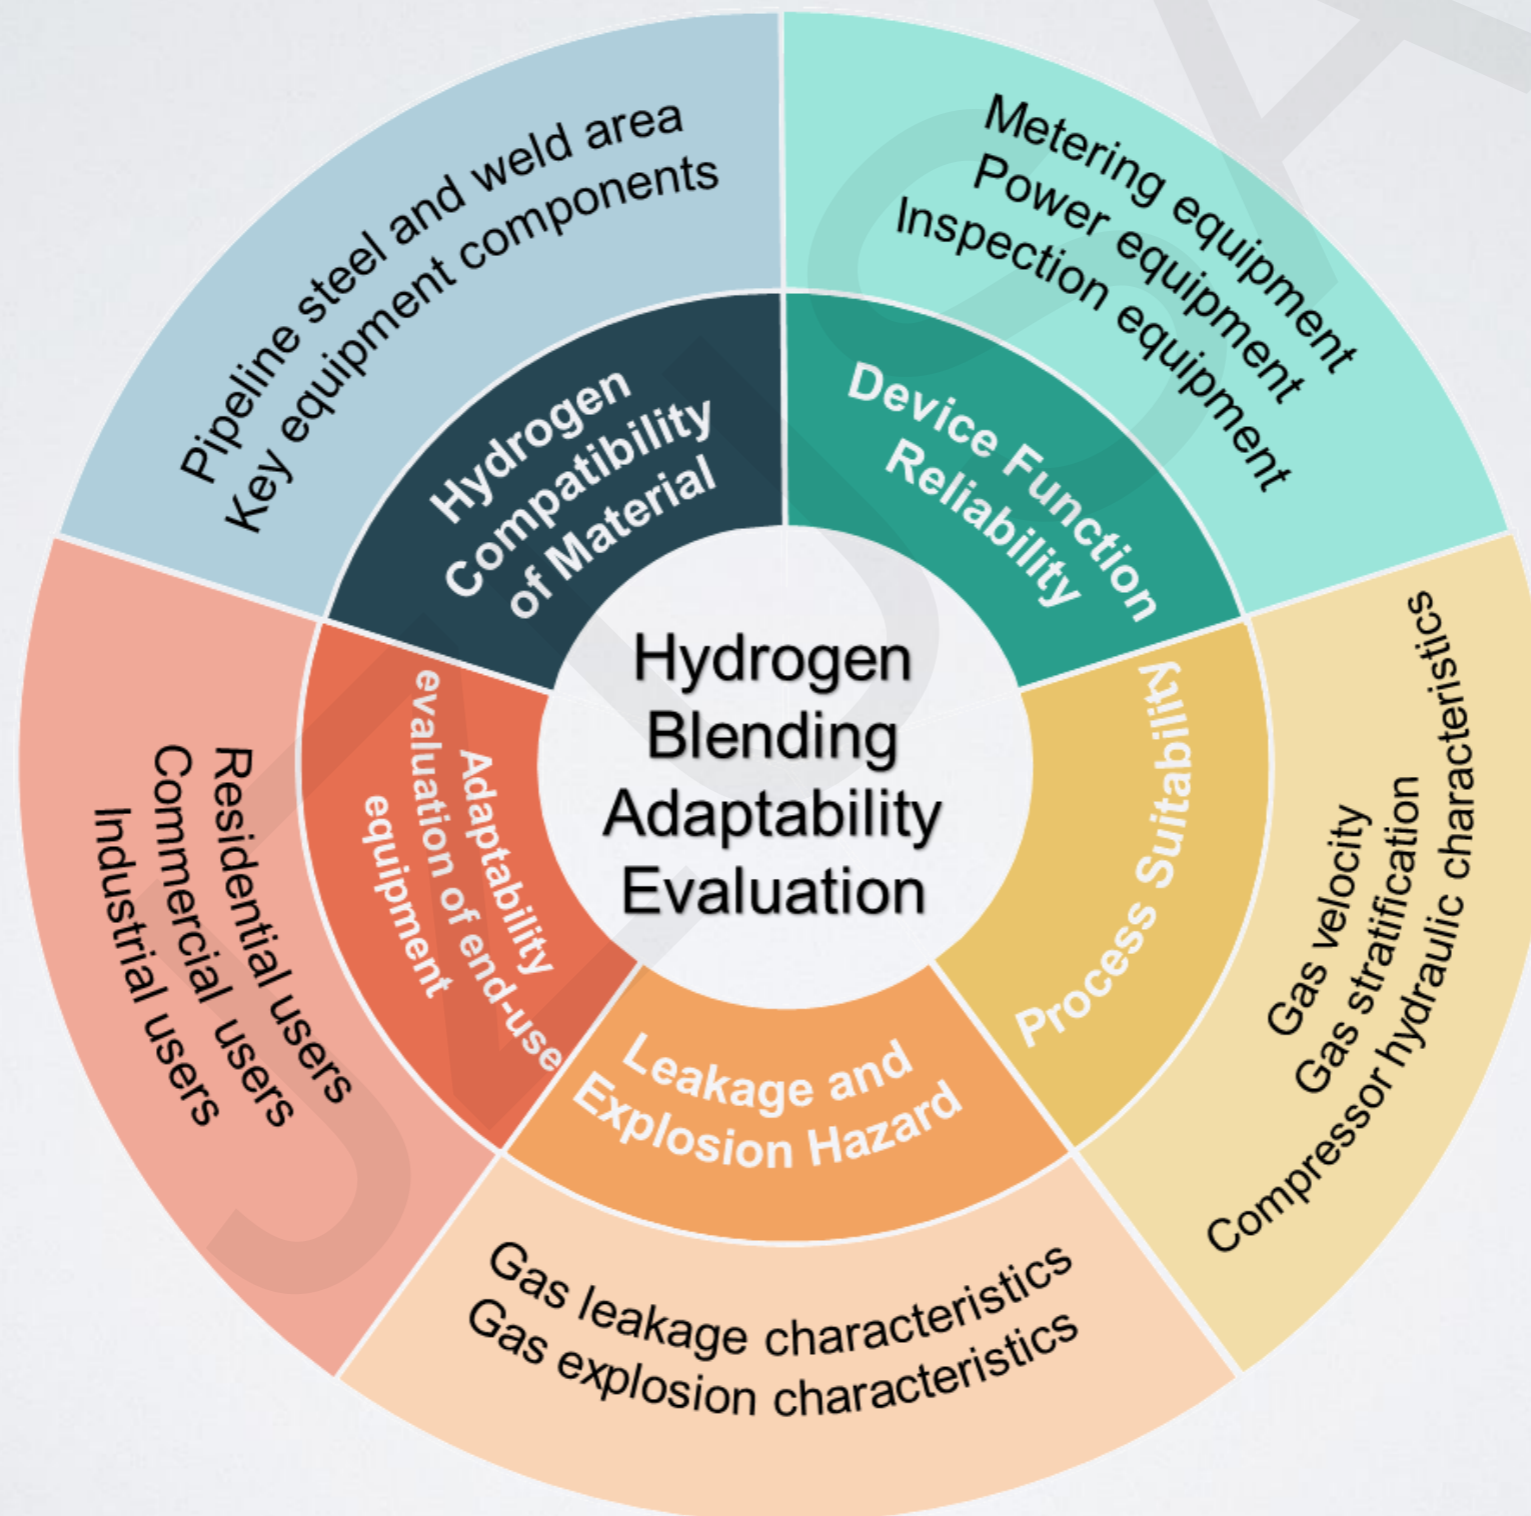 Pipeline steel and weld area
Key equipment components
Hydrogen
Compatibility
of Material
Metering equipment
Power equipment
Inspection equipment
Device Function
Reliability
Hydrogen
Blending
Adaptability
Evaluation
Process Suitability
Gas velocity
Gas stratification
Compressor hydraulic characteristics
Leakage and
Explosion Hazard
Gas leakage characteristics
Gas explosion characteristics
Adaptability
evaluation of end-use
equipment
Residential users
Commercial users
Industrial users